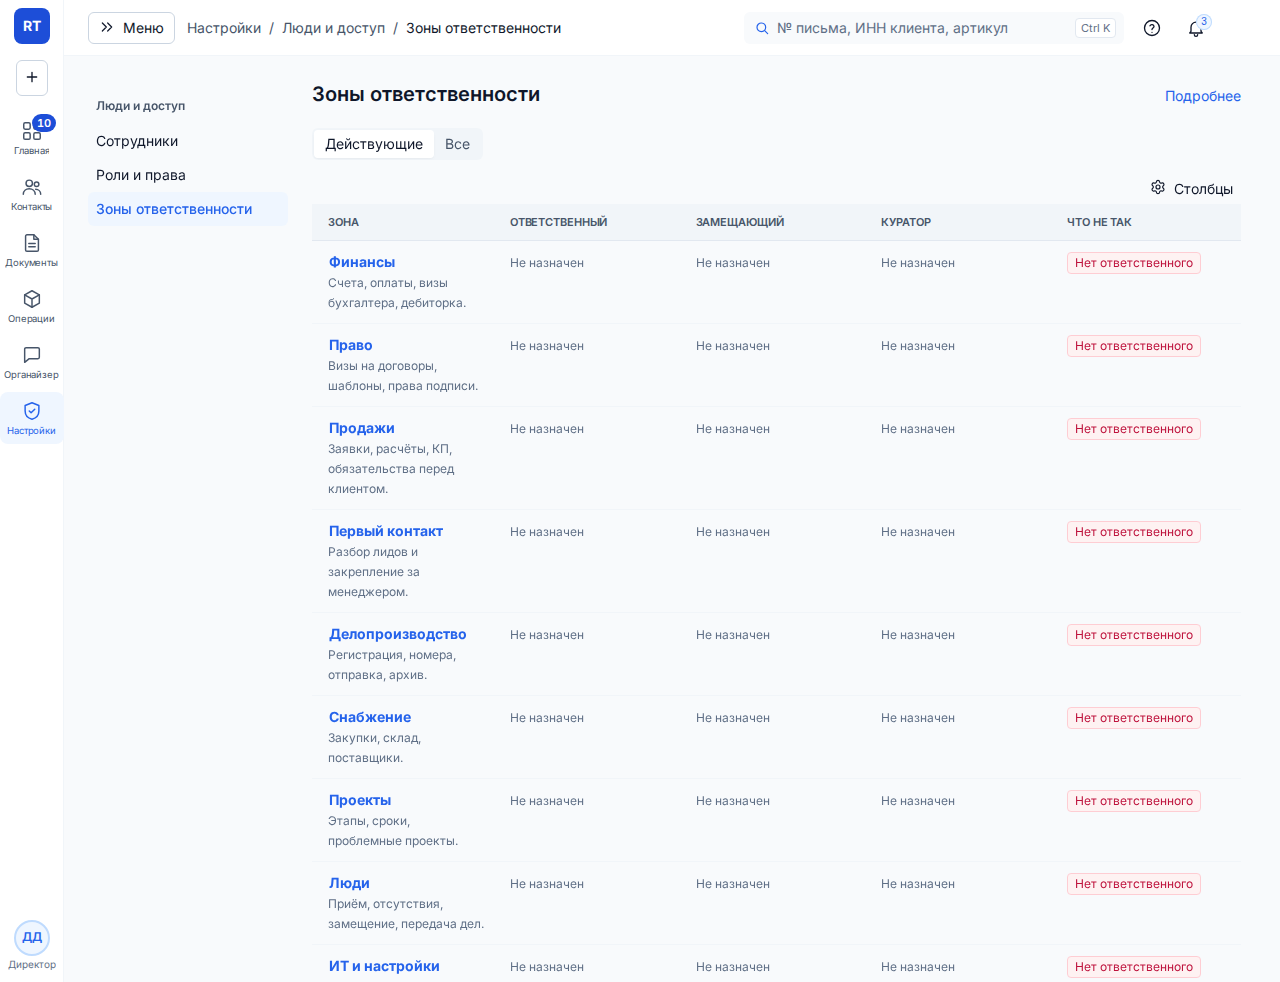 RT
Меню
Настройки / Люди и доступ / Зоны ответственности
№ письма, ИНН клиента, артикул
Ctrl K
3
10
Главная
Контакты
Документы
Операции
Органайзер
Настройки
ДД
Директор
Люди и доступ
Сотрудники
Роли и права
Зоны ответственности
Зоны ответственности
Подробнее
Действующие Все
Столбцы
ЗОНА ОТВЕТСТВЕННЫЙ ЗАМЕЩАЮЩИЙ КУРАТОР ЧТО НЕ ТАК
Финансы Не назначен Не назначен Не назначен Нет ответственного
Счета, оплаты, визы
бухгалтера, дебиторка.
Право Не назначен Не назначен Не назначен Нет ответственного
Визы на договоры,
шаблоны, права подписи.
Продажи Не назначен Не назначен Не назначен Нет ответственного
Заявки, расчёты, КП,
обязательства перед
клиентом.
Первый контакт Не назначен Не назначен Не назначен Нет ответственного
Разбор лидов и
закрепление за
менеджером.
Делопроизводство Не назначен Не назначен Не назначен Нет ответственного
Регистрация, номера,
отправка, архив.
Снабжение Не назначен Не назначен Не назначен Нет ответственного
Закупки, склад,
поставщики.
Проекты Не назначен Не назначен Не назначен Нет ответственного
Этапы, сроки,
проблемные проекты.
Люди Не назначен Не назначен Не назначен Нет ответственного
Приём, отсутствия,
замещение, передача дел.
ИТ и настройки Не назначен Не назначен Не назначен Нет ответственного